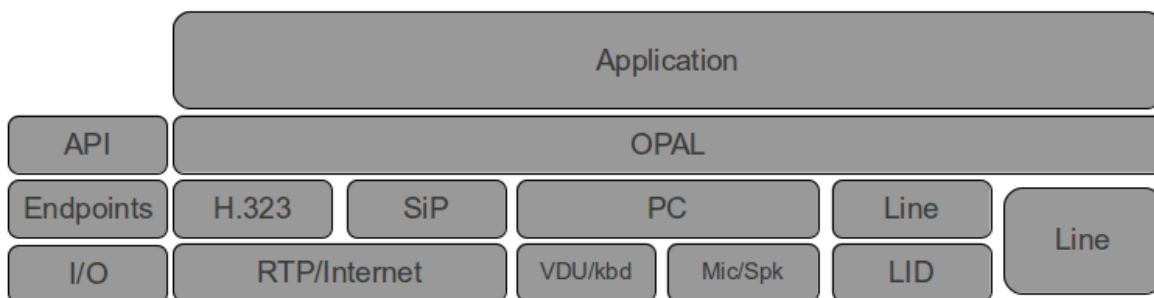 Application
API
OPAL
Endpoints
H.323
SiP
PC
Line
Line
I/O
RTP/Internet
VDU/kbd
Mic/Spk
LID